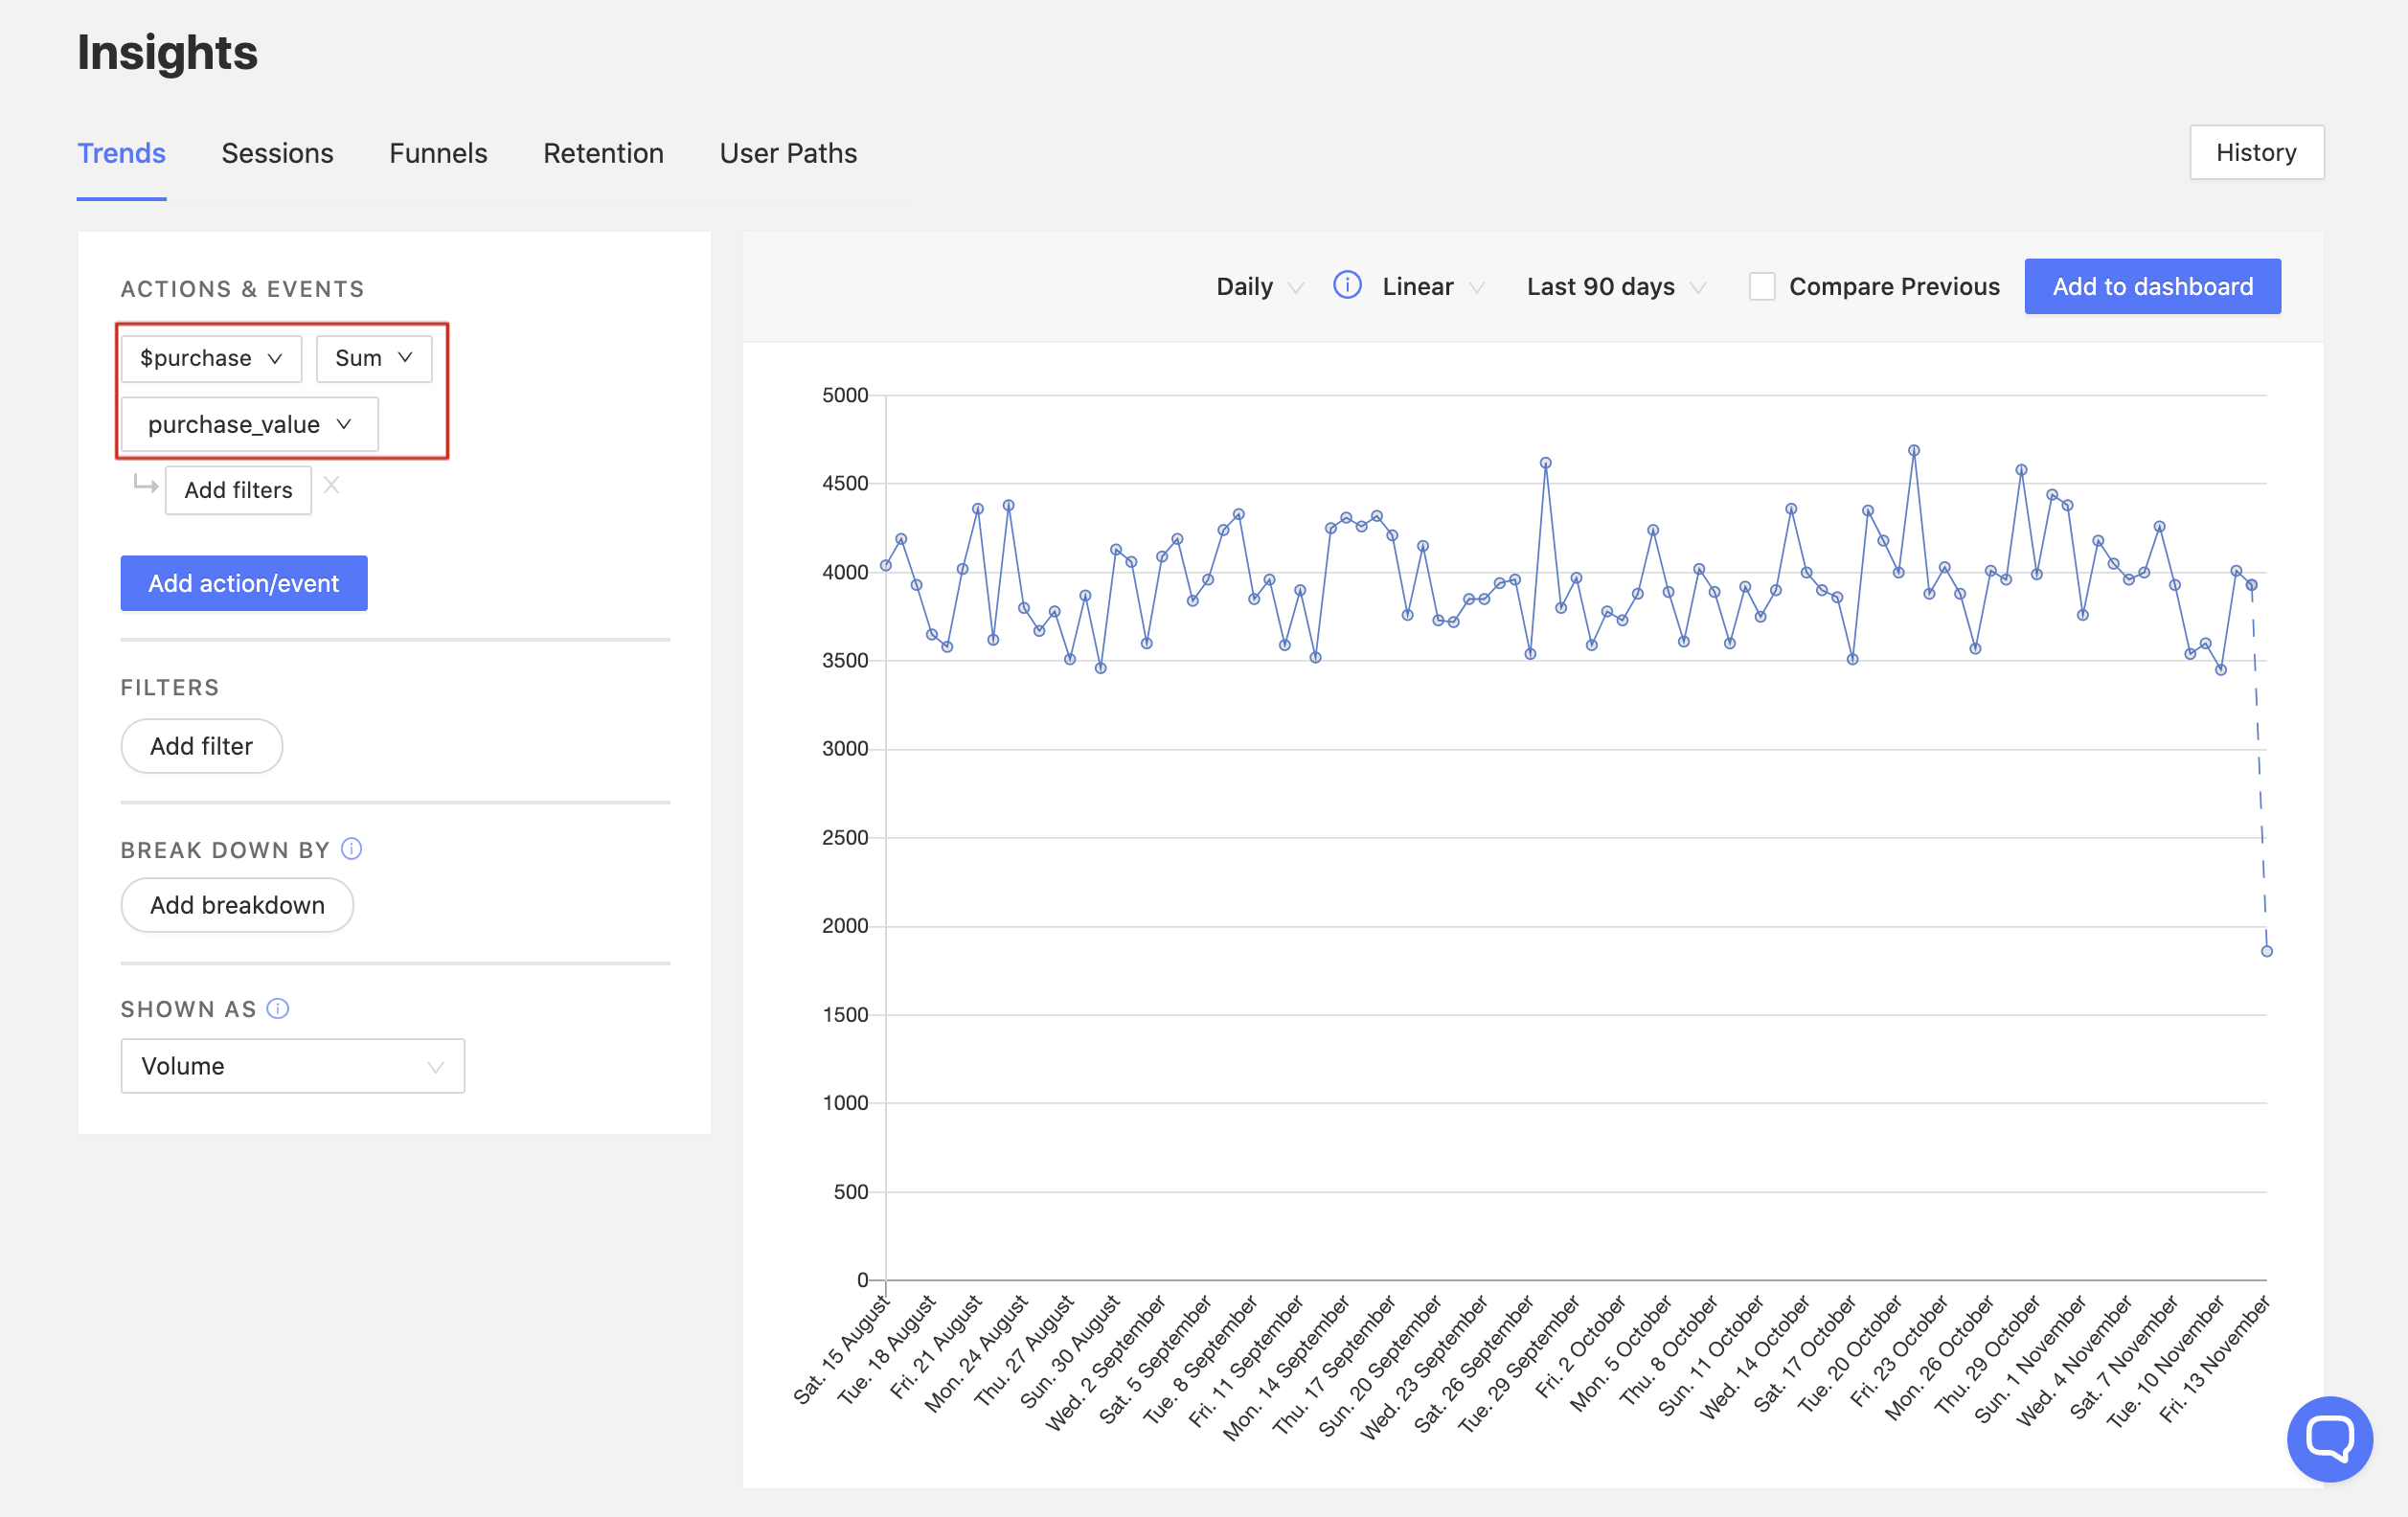 Insights
Trends Sessions Funnels Retention User Paths
History
ACTIONS & EVENTS
$purchase Sum
purchase_value
Add filters
Add action/event
FILTERS
Add filter
BREAK DOWN BY
Add breakdown
SHOWN AS
Volume
Daily Linear Last 90 days Compare Previous Add to dashboard
5000
4500
4000
3500
3000
2500
2000
1500
1000
500
0
Sat. 15 August
Tue. 18 August
Fri. 21 August
Mon. 24 August
Thu. 27 August
Sun. 30 August
Wed. 2 September
Sat. 5 September
Tue. 8 September
Fri. 11 September
Mon. 14 September
Thu. 17 September
Sun. 20 September
Wed. 23 September
Sat. 26 September
Tue. 29 September
Fri. 2 October
Mon. 5 October
Thu. 8 October
Sun. 11 October
Wed. 14 October
Sat. 17 October
Tue. 20 October
Fri. 23 October
Mon. 26 October
Thu. 29 October
Sun. 1 November
Wed. 4 November
Sat. 7 November
Tue. 10 November
Fri. 13 November